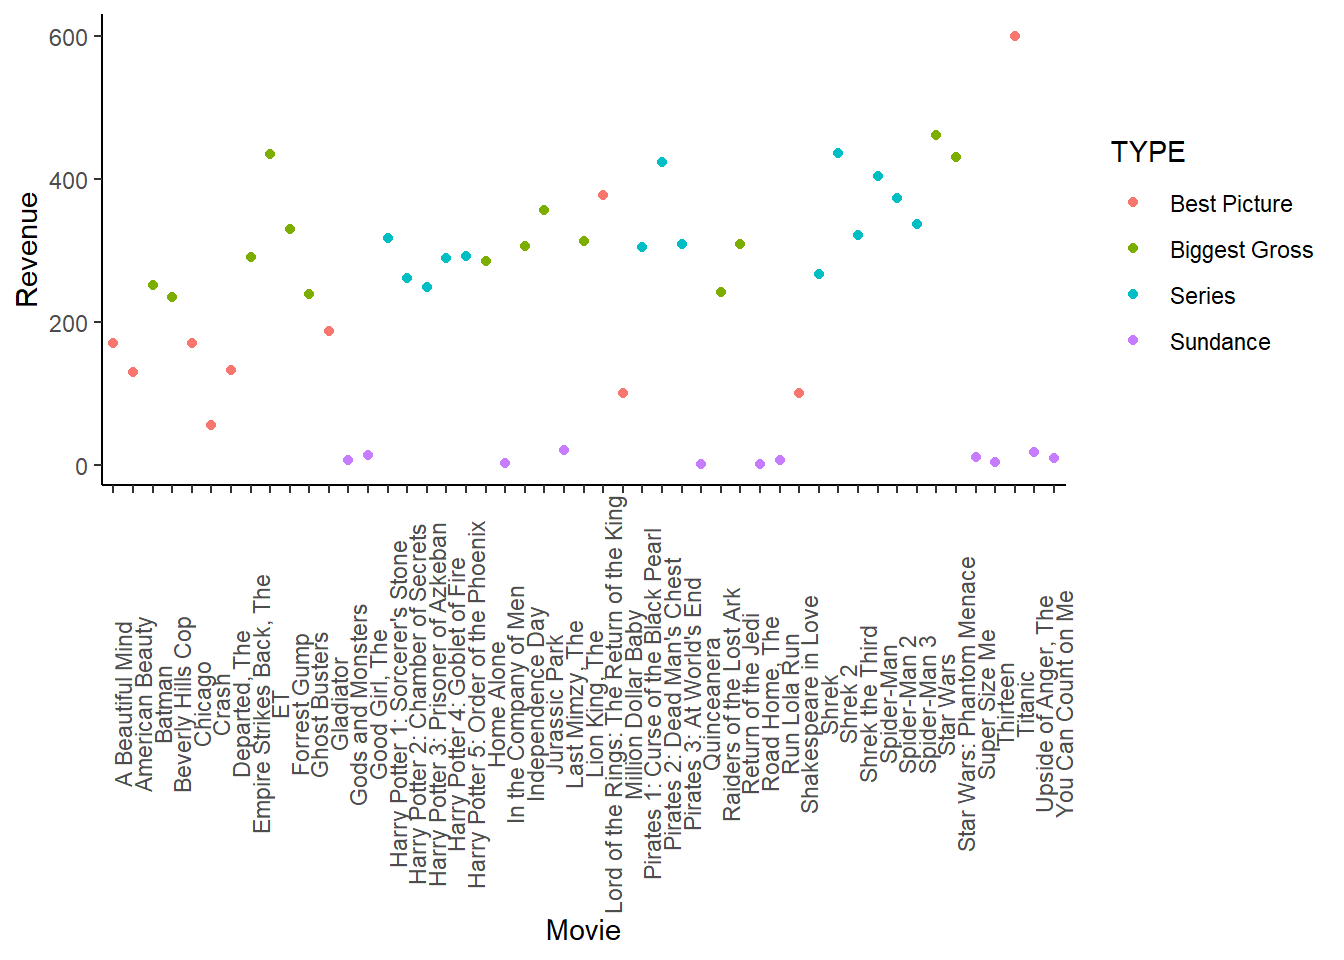 600
400
200
0
Revenue
A Beautiful Mind
American Beauty
Batman
Beverly Hills Cop
Chicago
Crash
Departed, The
Empire Strikes Back, The
ET
Forrest Gump
Ghost Busters
Gladiator
Gods and Monsters
Good Girl, The
Harry Potter 1: Sorcerer's Stone
Harry Potter 2: Chamber of Secrets
Harry Potter 3: Prisoner of Azkeban
Harry Potter 4: Goblet of Fire
Harry Potter 5: Order of the Phoenix
Home Alone
In the Company of Men
Independence Day
Jurassic Park
Last Mimzy, The
Lion King, The
Lord of the Rings: The Return of the King
Million Dollar Baby
Pirates 1: Curse of the Black Pearl
Pirates 2: Dead Man's Chest
Pirates 3: At World's End
Quinceanera
Raiders of the Lost Ark
Return of the Jedi
Road Home, The
Run Lola Run
Shakespeare in Love
Shrek
Shrek 2
Shrek the Third
Spider-Man
Spider-Man 2
Spider-Man 3
Star Wars
Star Wars: Phantom Menace
Super Size Me
Thirteen
Titanic
Upside of Anger, The
You Can Count on Me
Movie
TYPE
Best Picture
Biggest Gross
Series
Sundance